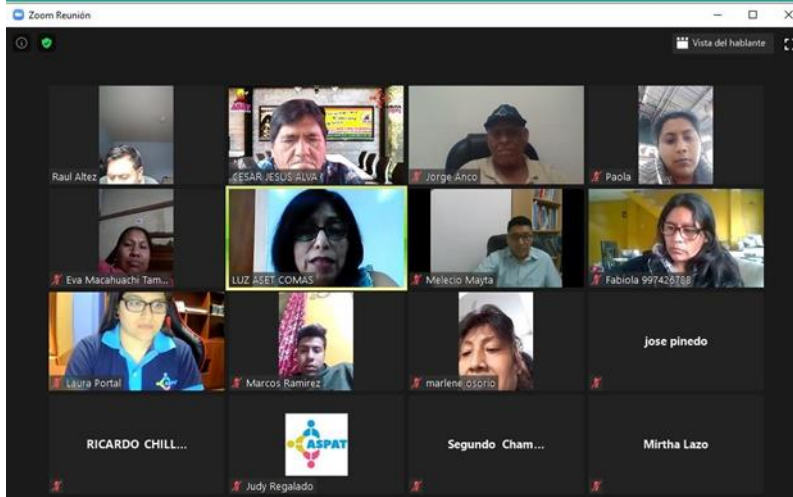 Zoom Reunión
Vista del hablante
Raul Altez
CESAR JESUS ALVA
Jorge Anco
Paola
Eva Macahuachi Tam...
LUZ ASET COMAS
Melecio Mayta
Fabiola 997426788
Laura Portal
Marcos Ramirez
marlene osorio
jose pinedo
RICARDO CHILL...
ASPAT
Judy Regalado
Segundo Cham...
Mirtha Lazo